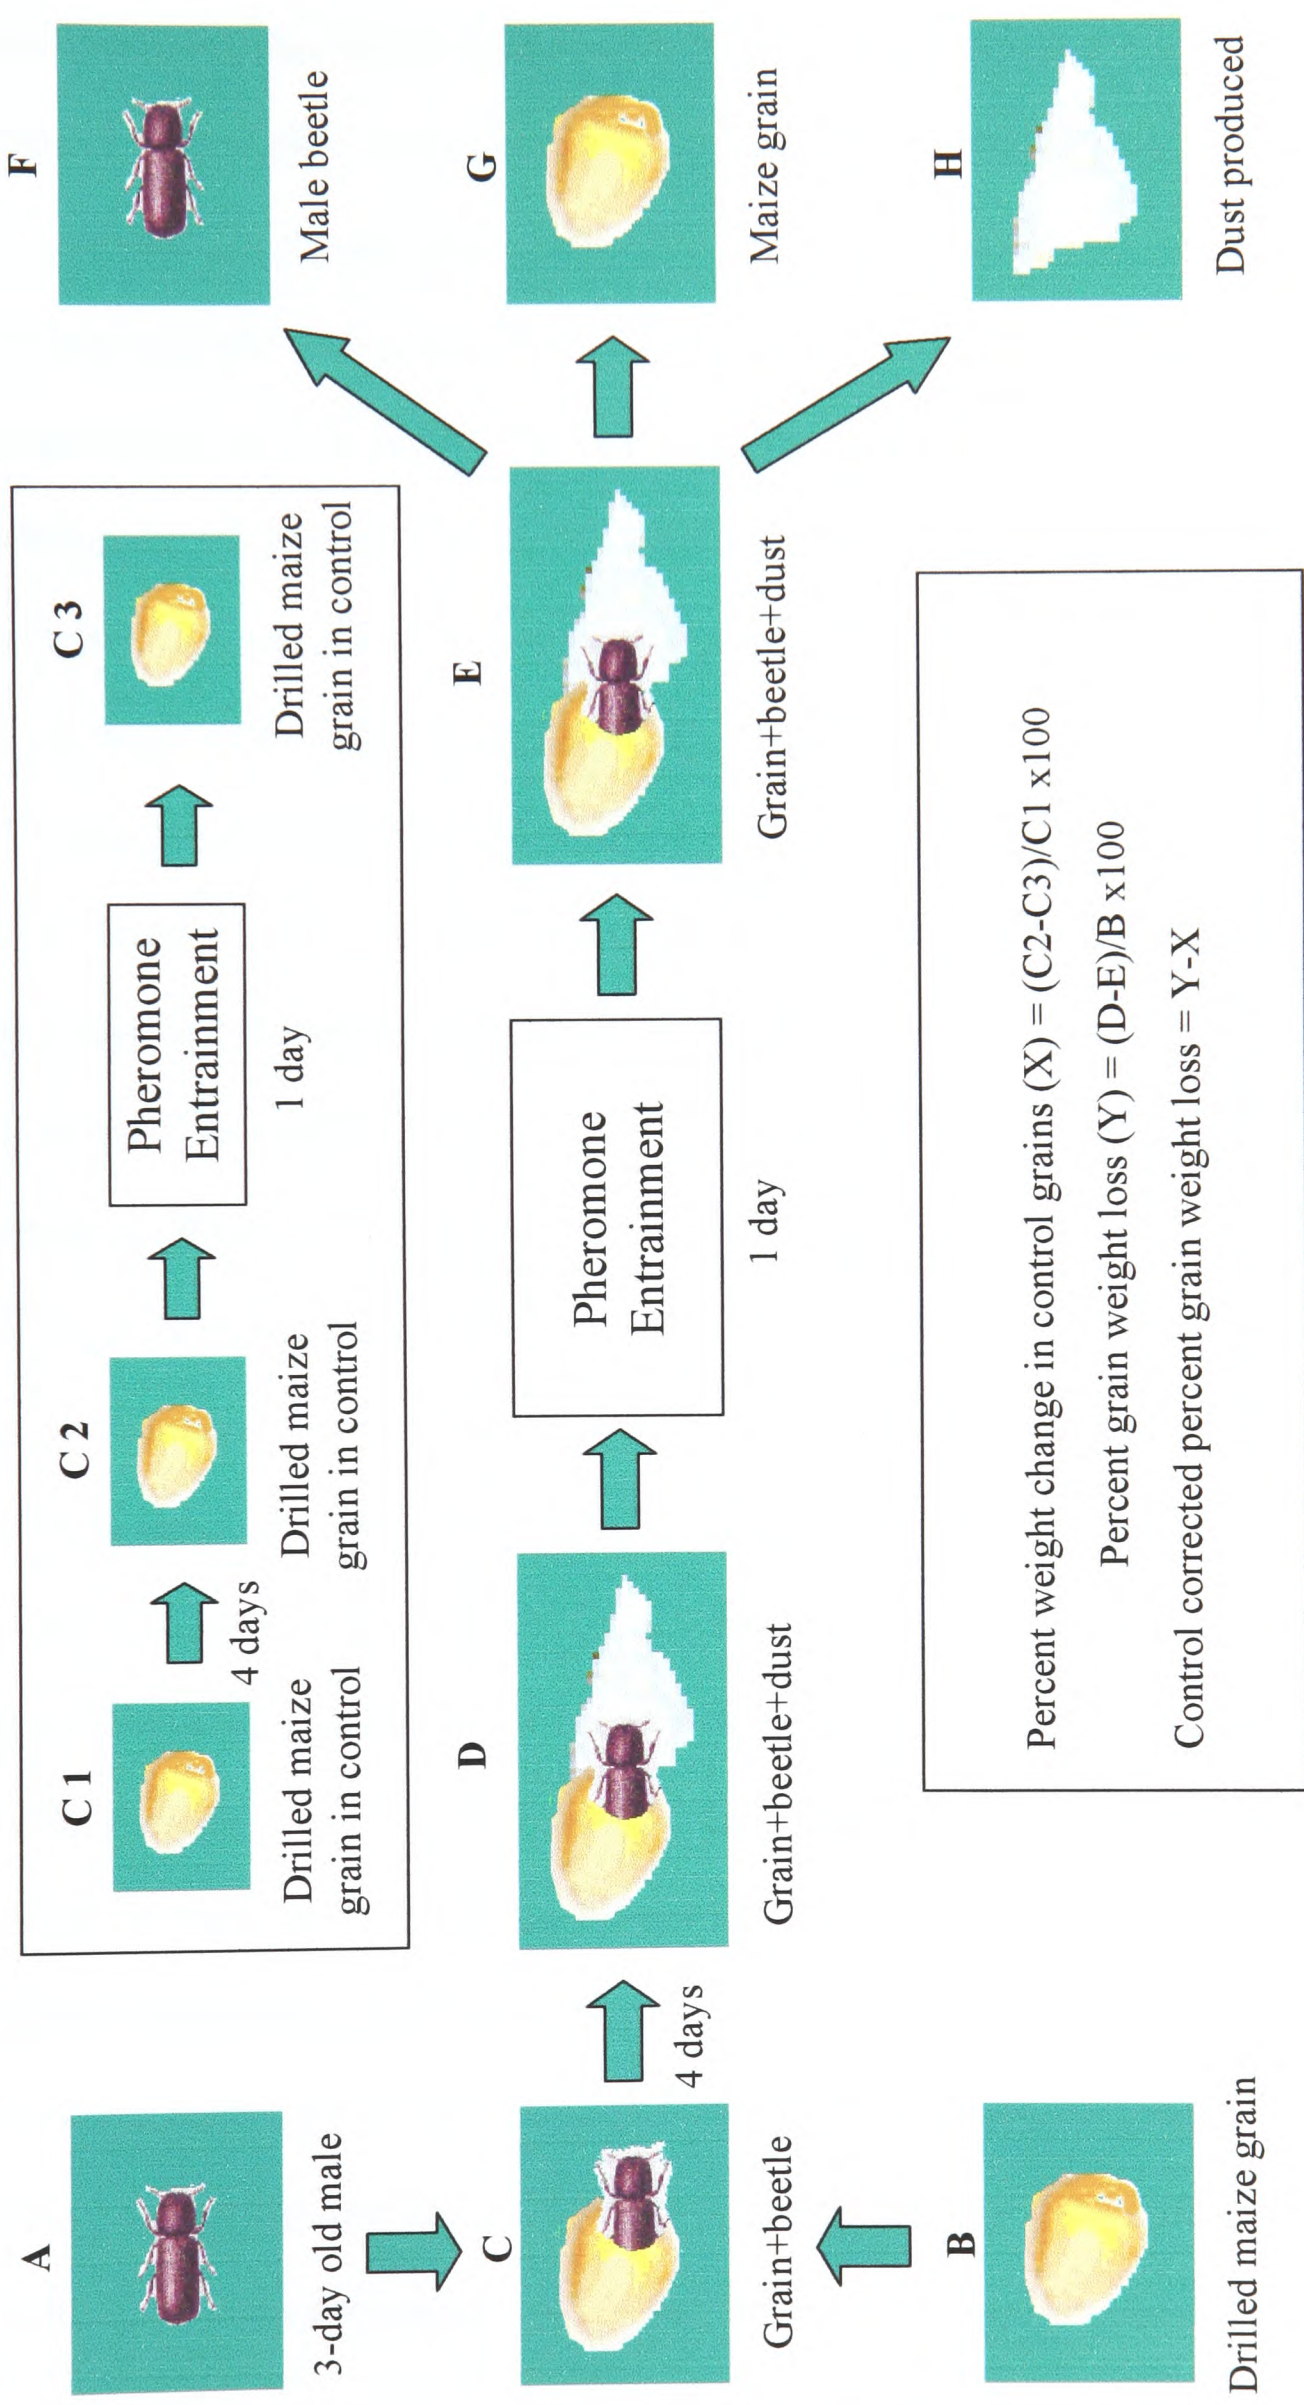 A
3-day old male
C
Grain+beetle
B
Drilled maize grain
4 days
C 1
Drilled maize
grain in control
4 days
C 2
Drilled maize
grain in control
Pheromone
Entrainment
1 day
C 3
Drilled maize
grain in control
D
Grain+beetle+dust
Pheromone
Entrainment
1 day
E
Grain+beetle+dust
F
Male beetle
G
Maize grain
H
Dust produced
Percent weight change in control grains (X) = (C2-C3)/C1 x100
Percent grain weight loss (Y) = (D-E)/B x100
Control corrected percent grain weight loss = Y-X